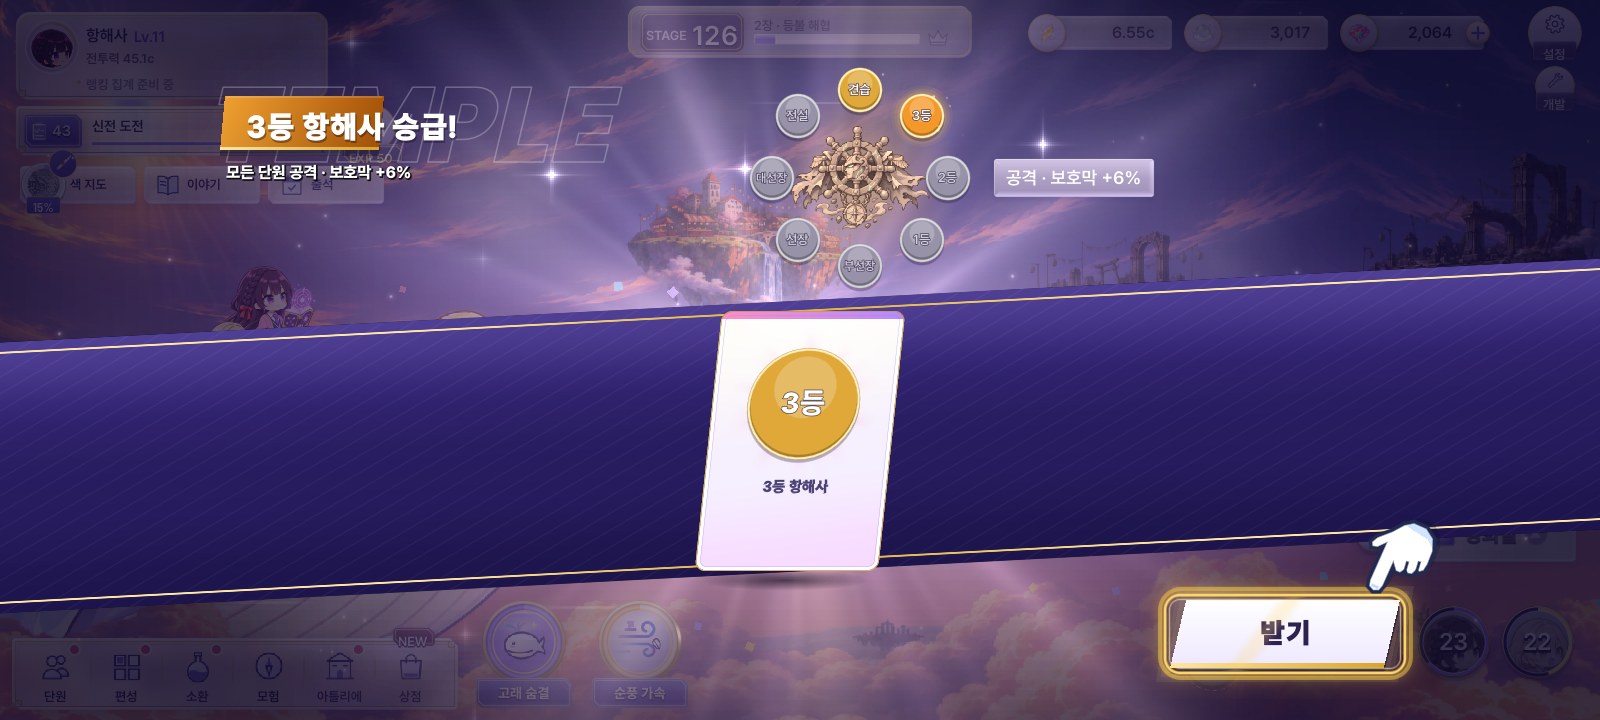 항해사 Lv.11
전투력 45.1c
랭킹 집계 준비 중
STAGE 126
2장 · 등불 해협
6.55c
3,017
2,064
설정
개발
TEMPLE
43
신전 도전
3등 항해사 승급!
모든 단원 공격 · 보호막 +6%
색 지도
15%
이야기
출석
견습
3등
2등
1등
부선장
선장
대선장
전설
공격 · 보호막 +6%
3등
3등 항해사
받기
23
22
NEW
단원
편성
소환
모험
아틀리에
상점
고래 숨결
순풍 가속